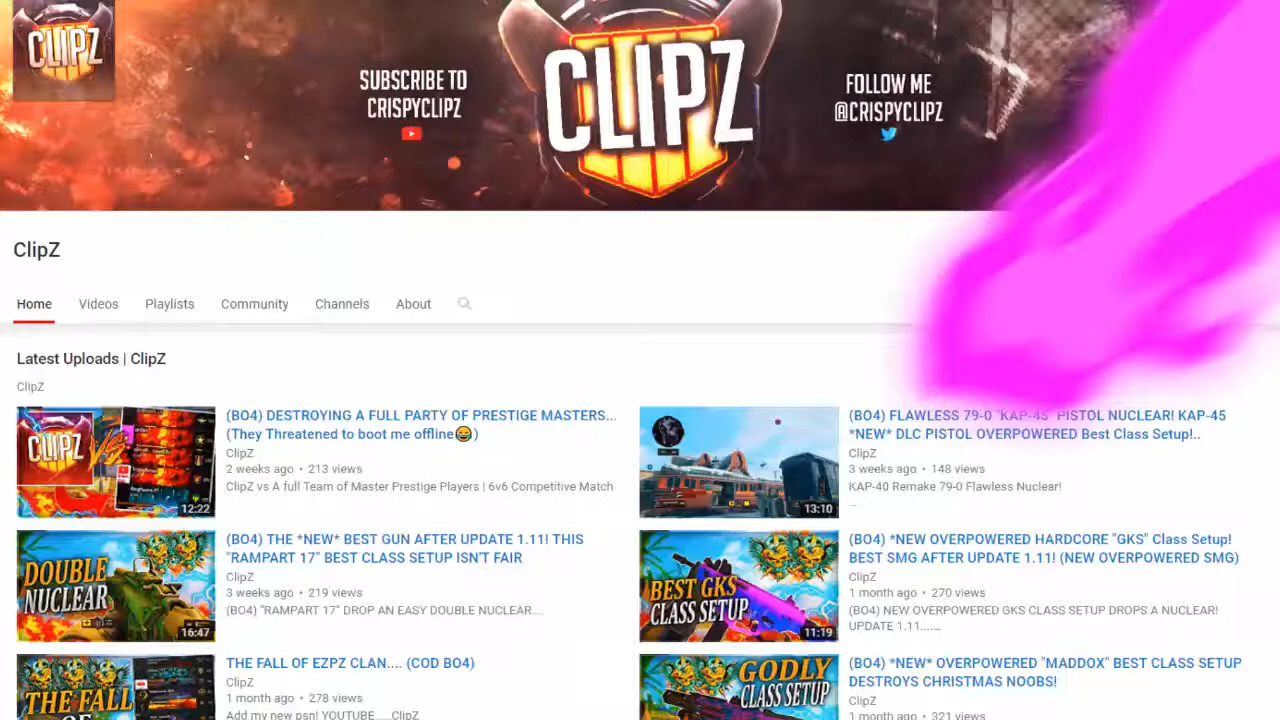 CLIPZ
SUBSCRIBE TO
CRISPYCLIPZ
CLIPZ
FOLLOW ME
@CRISPYCLIPZ
ClipZ
Home Videos Playlists Community Channels About
Latest Uploads | ClipZ
ClipZ
CLIPZ VS
12:22
(BO4) DESTROYING A FULL PARTY OF PRESTIGE MASTERS...
(They Threatened to boot me offline😂)
ClipZ
2 weeks ago • 213 views
ClipZ vs A full Team of Master Prestige Players | 6v6 Competitive Match
13:10
(BO4) FLAWLESS 79-0 "KAP-45" PISTOL NUCLEAR! KAP-45
*NEW* DLC PISTOL OVERPOWERED Best Class Setup!..
ClipZ
3 weeks ago • 148 views
KAP-40 Remake 79-0 Flawless Nuclear!
...
DOUBLE
NUCLEAR
16:47
(BO4) THE *NEW* BEST GUN AFTER UPDATE 1.11! THIS
"RAMPART 17" BEST CLASS SETUP ISN'T FAIR
ClipZ
3 weeks ago • 219 views
(BO4) "RAMPART 17" DROP AN EASY DOUBLE NUCLEAR...
BEST GKS
CLASS SETUP
11:19
(BO4) *NEW OVERPOWERED HARDCORE "GKS" Class Setup!
BEST SMG AFTER UPDATE 1.11! (NEW OVERPOWERED SMG)
ClipZ
1 month ago • 270 views
(BO4) NEW OVERPOWERED GKS CLASS SETUP DROPS A NUCLEAR!
UPDATE 1.11......
THE FALL
OF
THE FALL OF EZPZ CLAN.... (COD BO4)
ClipZ
1 month ago • 278 views
Add my new psn! YOUTUBE___ClipZ
GODLY
CLASS SETUP
(BO4) *NEW* OVERPOWERED "MADDOX" BEST CLASS SETUP
DESTROYS CHRISTMAS NOOBS!
ClipZ
1 month ago • 321 views